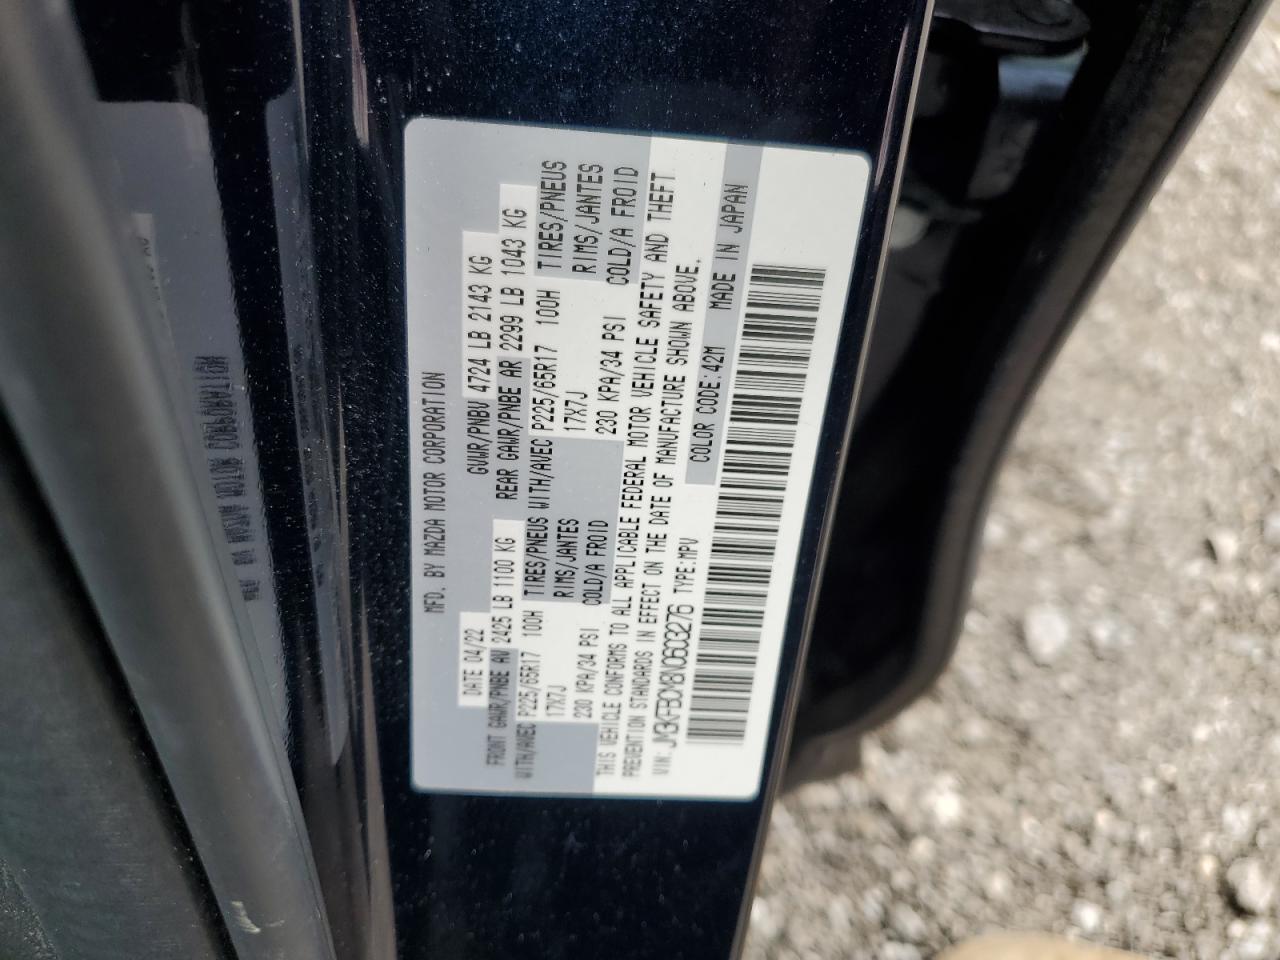 MFD. BY MAZDA MOTOR CORPORATION
DATE 04/22 GVWR/PNBV 4724 LB 2143 KG
FRONT GAWR/PNBE AV 2425 LB 1100 KG REAR GAWR/PNBE AR 2299 LB 1043 KG
WITH/AVEC P225/65R17 100H TIRES/PNEUS WITH/AVEC P225/65R17 100H TIRES/PNEUS
17X7J RIMS/JANTES 17X7J RIMS/JANTES
230 KPA/34 PSI COLD/A FROID 230 KPA/34 PSI COLD/A FROID
THIS VEHICLE CONFORMS TO ALL APPLICABLE FEDERAL MOTOR VEHICLE SAFETY AND THEFT
PREVENTION STANDARDS IN EFFECT ON THE DATE OF MANUFACTURE SHOWN ABOVE.
VIN: JM3KFBCM8N0603276 TYPE:MPV COLOR CODE:42M MADE IN JAPAN